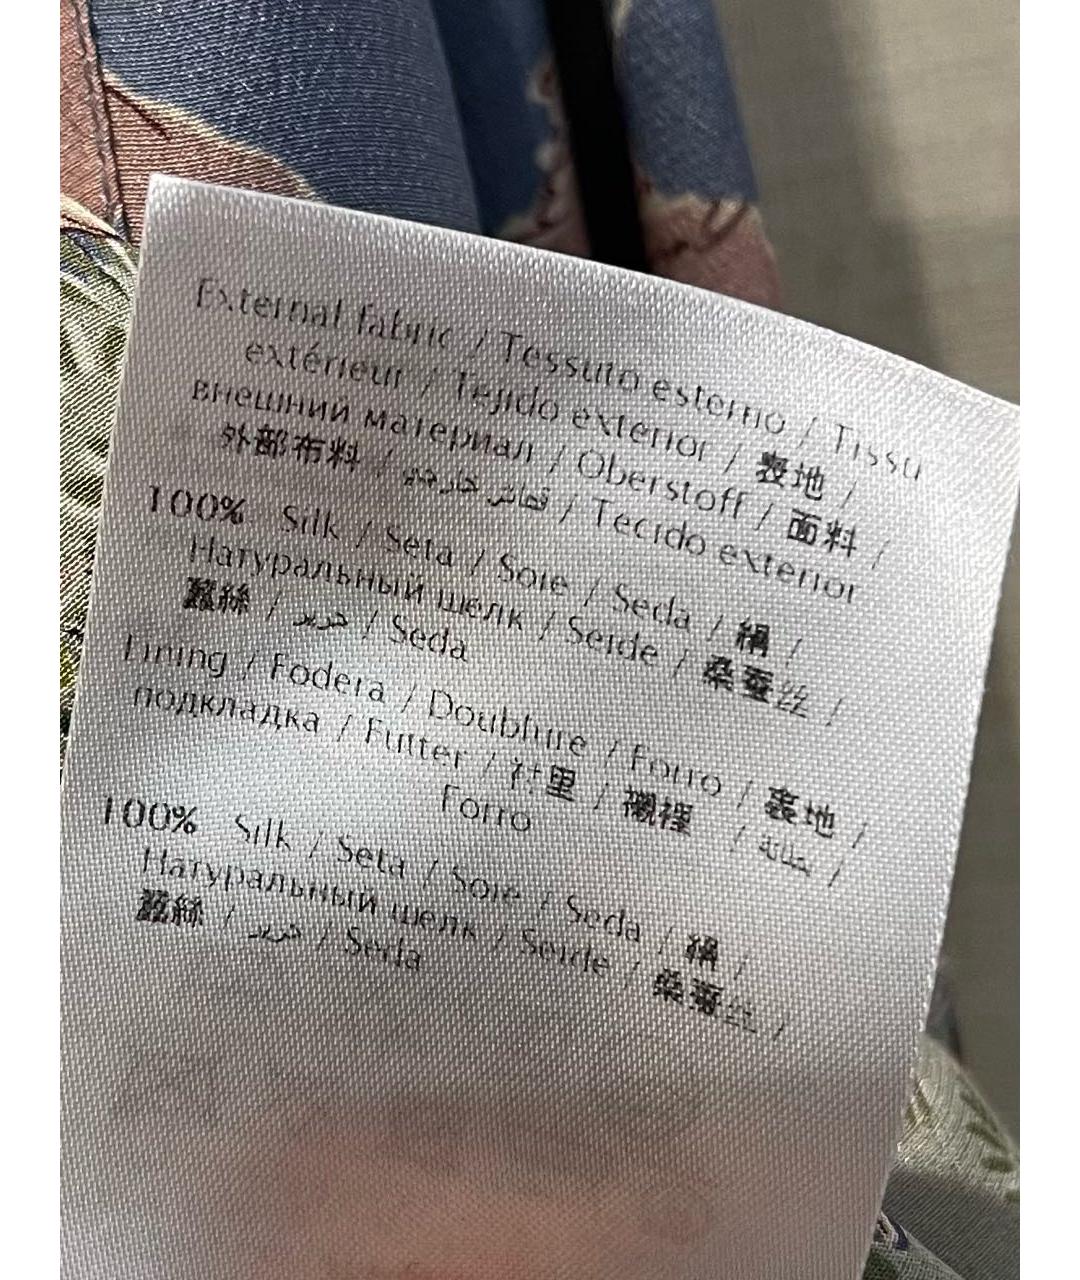 External fabric / Tessuto esterno / Tissu
extérieur / Tejido exterior / 表地 /
внешний материал / Oberstoff / 面料 /
外部布料 / قماش خارجي / Tecido exterior
100% Silk / Seta / Soie / Seda / 絹 /
Натуральный шелк / Seide / 桑蚕丝 /
蠶絲 / حرير / Seda
Lining / Fodera / Doublure / Forro / 裏地 /
подкладка / Futter / 衬里 / 襯裡 / بطانة /
Forro
100% Silk / Seta / Soie / Seda / 絹 /
Натуральный шелк / Seide / 桑蚕丝 /
蠶絲 / حرير / Seda